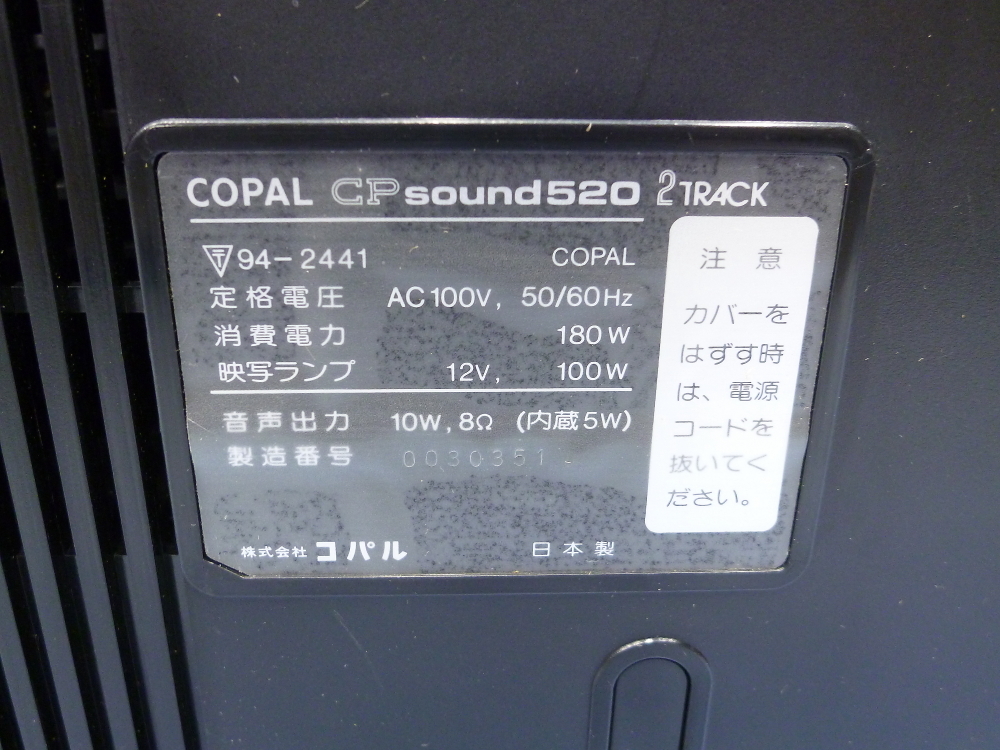 COPAL CP sound520 2TRACK
〒94-2441 COPAL
定格電圧 AC100V, 50/60Hz
消費電力 180W
映写ランプ 12V, 100W
音声出力 10W, 8Ω (内蔵5W)
製造番号 0030351
株式会社 コパル 日本製
注意
カバーを
はずす時
は、電源
コードを
抜いてく
ださい。